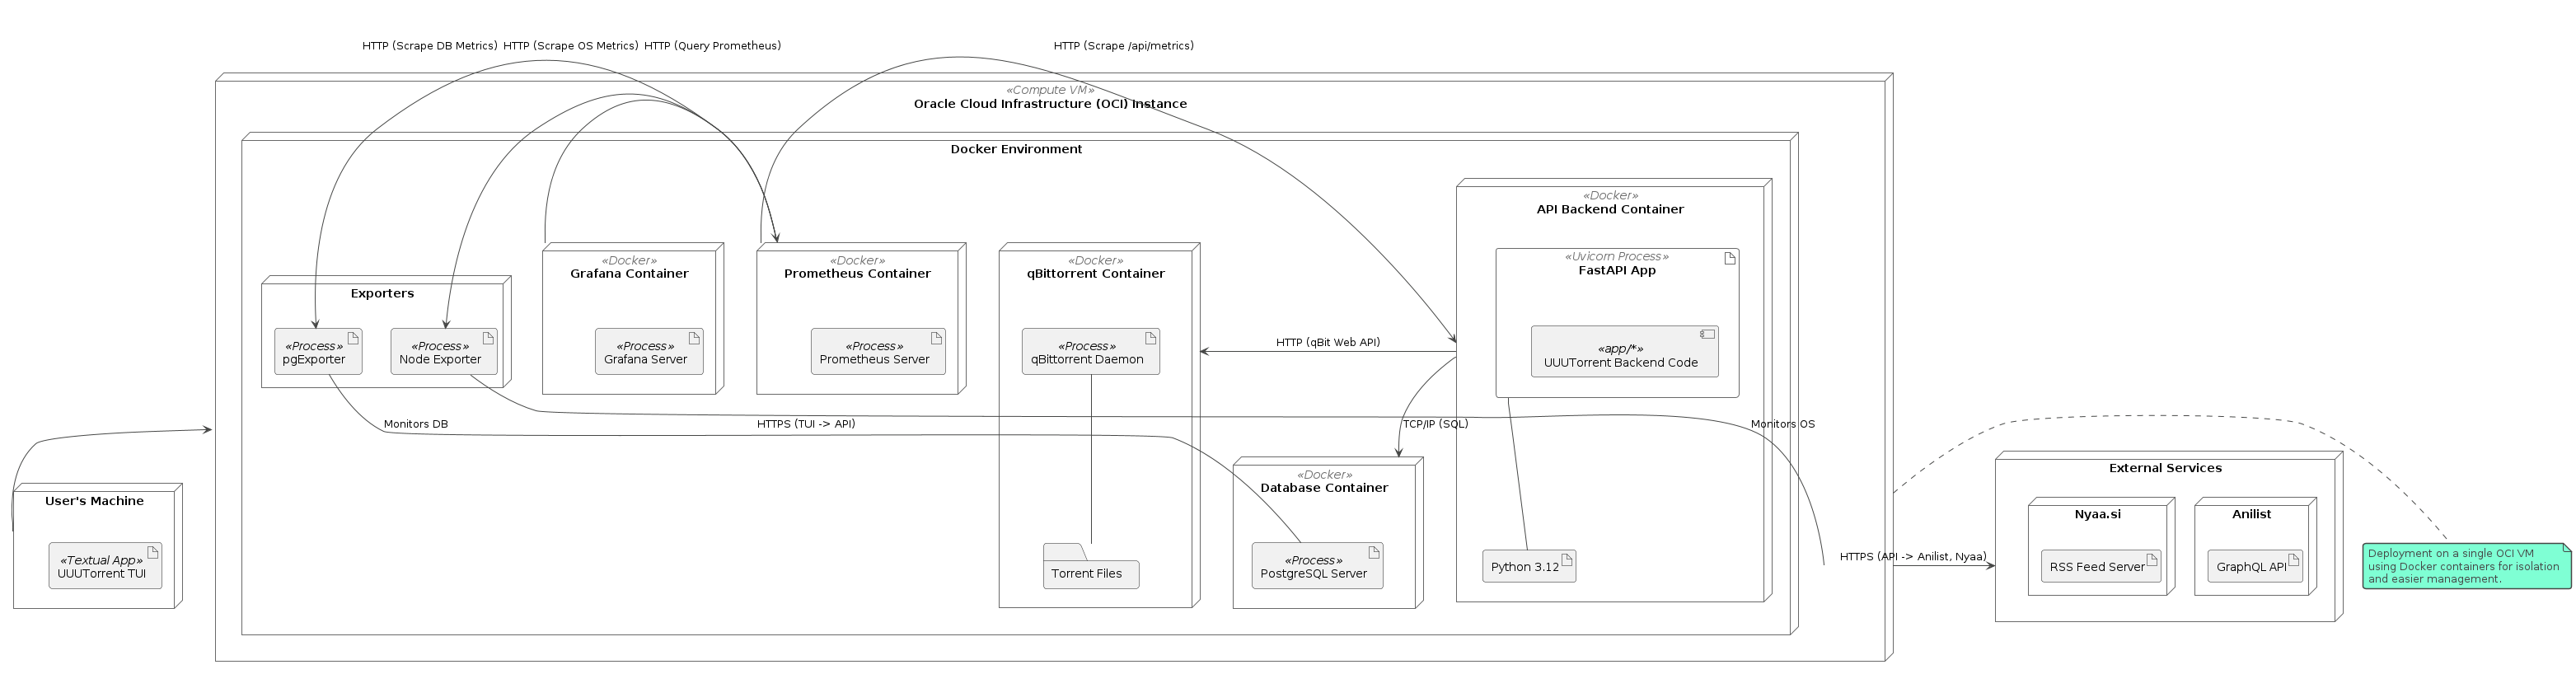 HTTP (Scrape DB Metrics)
HTTP (Scrape OS Metrics)
HTTP (Query Prometheus)
HTTP (Scrape /api/metrics)
«Compute VM»
Oracle Cloud Infrastructure (OCI) Instance
Docker Environment
«Docker»
API Backend Container
«Uvicorn Process»
FastAPI App
«app/*»
UUUTorrent Backend Code
Python 3.12
«Docker»
qBittorrent Container
«Process»
qBittorrent Daemon
Torrent Files
«Docker»
Prometheus Container
«Process»
Prometheus Server
«Docker»
Grafana Container
«Process»
Grafana Server
Exporters
«Process»
pgExporter
«Process»
Node Exporter
HTTP (qBit Web API)
Monitors DB
HTTPS (TUI -> API)
TCP/IP (SQL)
Monitors OS
«Docker»
Database Container
«Process»
PostgreSQL Server
User's Machine
«Textual App»
UUUTorrent TUI
HTTPS (API -> Anilist, Nyaa)
External Services
Nyaa.si
RSS Feed Server
Anilist
GraphQL API
Deployment on a single OCI VM
using Docker containers for isolation
and easier management.